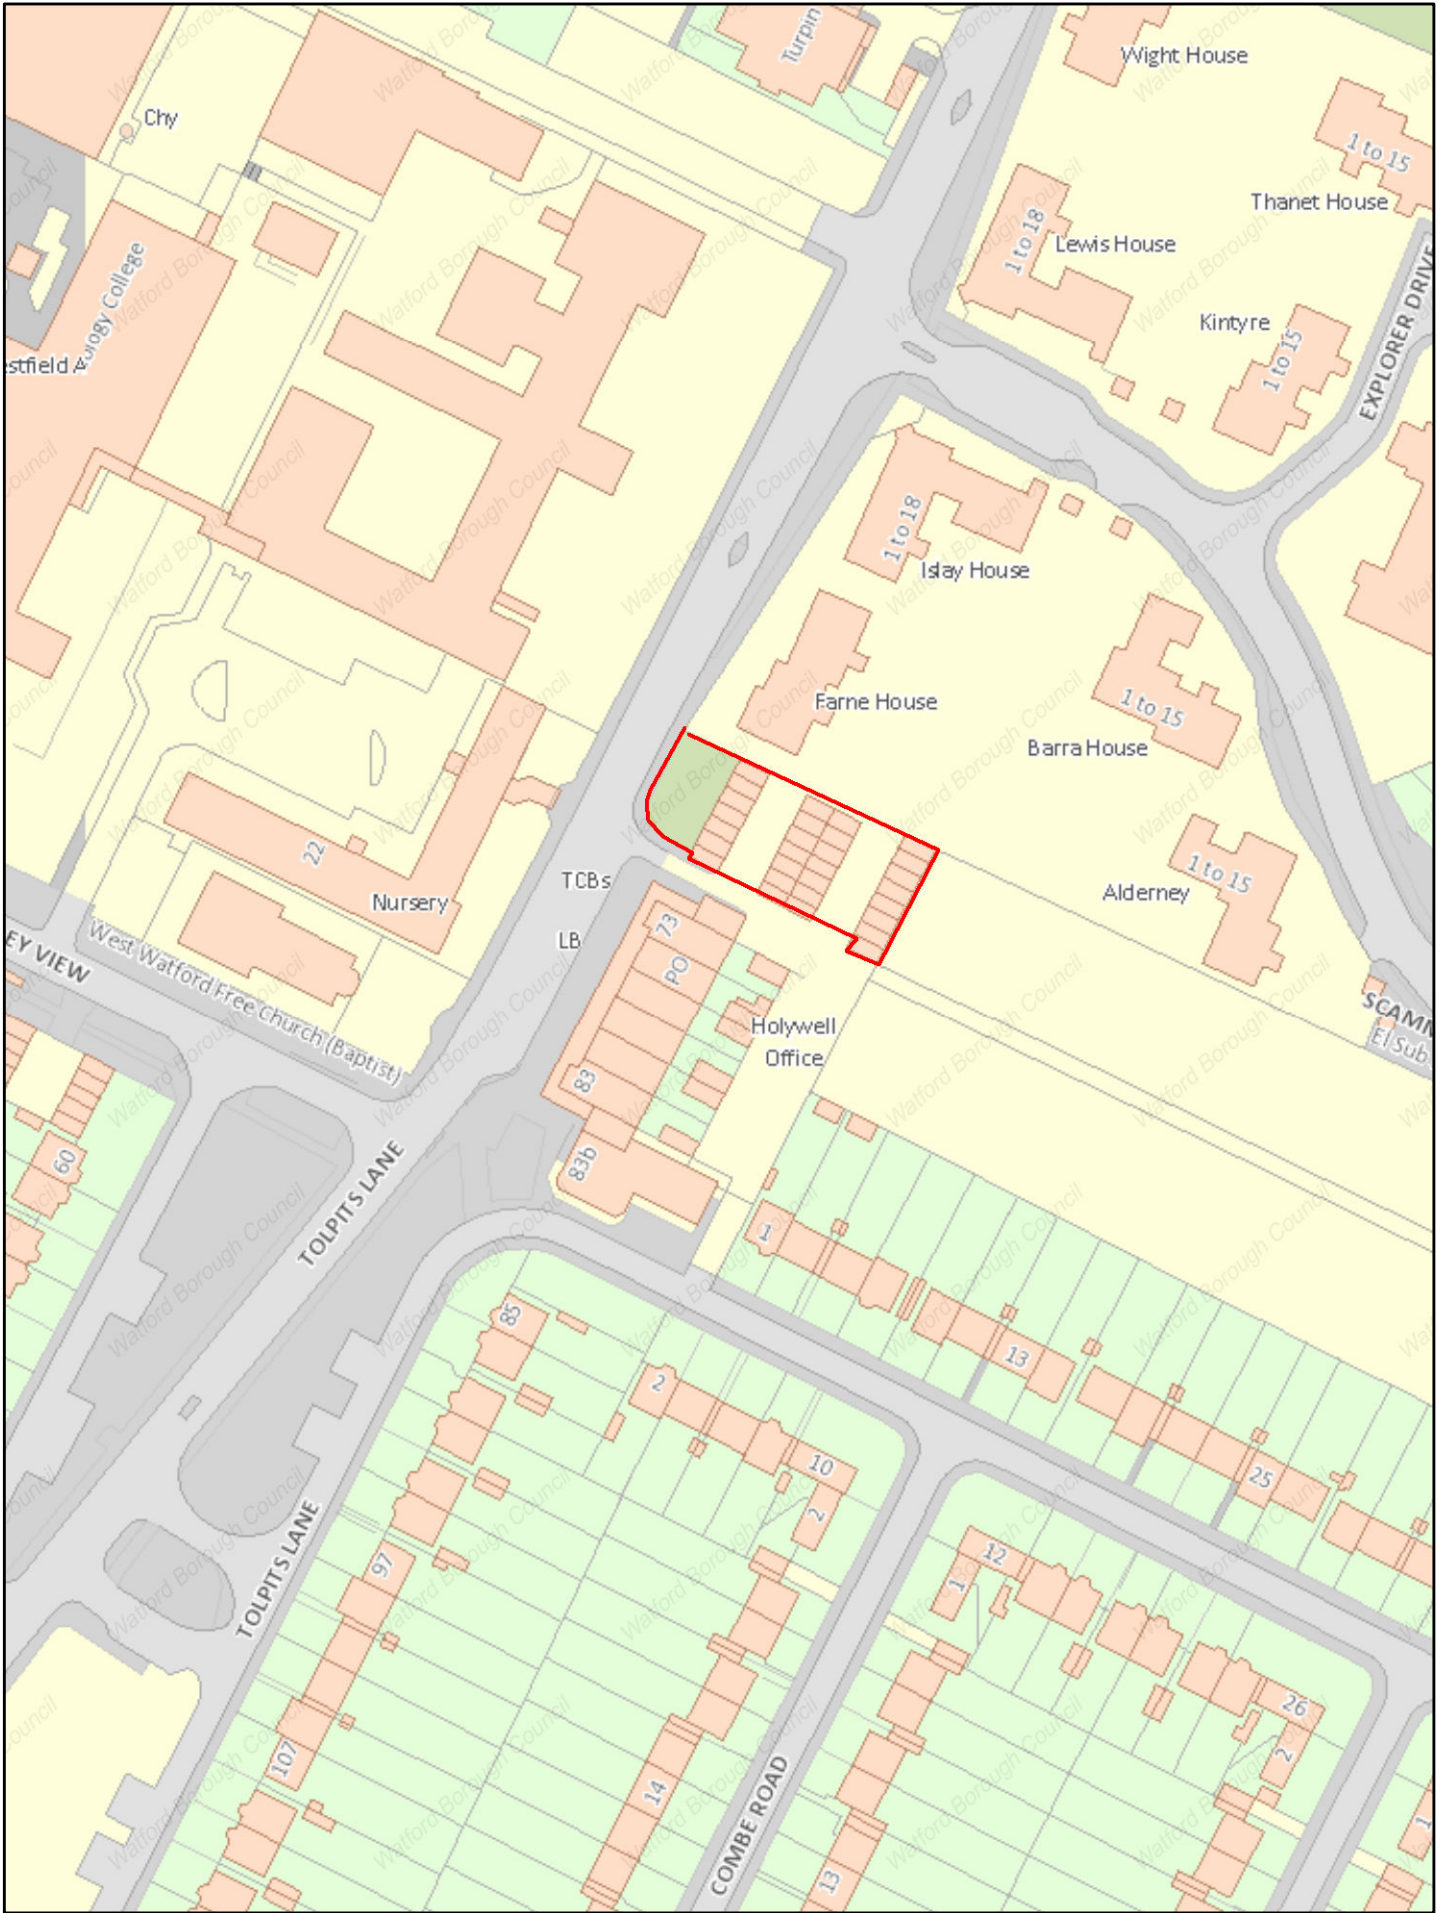 Turpin
Wight House
Chy
1 to 15
Thanet House
1 to 18
Lewis House
ology College
Kintyre
1 to 15
EXPLORER DRIVE
estfield A
1 to 18
Islay House
Farne House
1 to 15
Barra House
22
TCBs
1 to 15
Alderney
Nursery
73
LB
EY VIEW
West Watford Free Church (Baptist)
PO
SCAMM
Holywell
Office
El Sub
83
60
83b
TOLPITS LANE
1
85
13
2
10
25
2
97
12
1
TOLPITS LANE
26
2
107
14
COMBE ROAD
13
1
Watford Borough Council